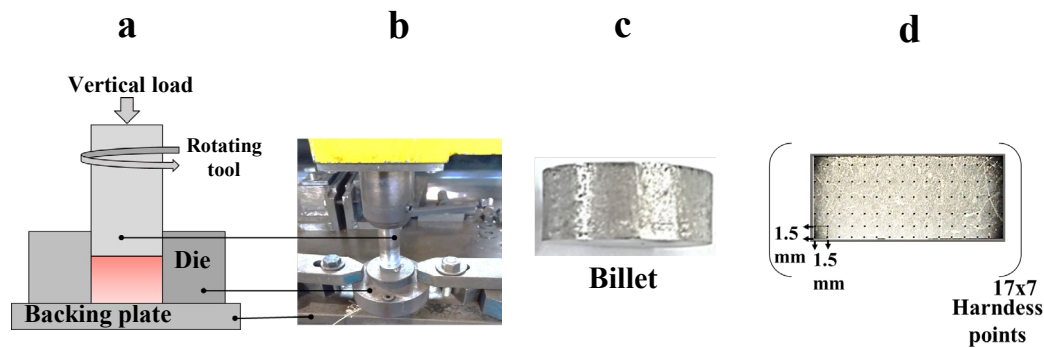 a
b
c
d
Vertical load
Rotating
tool
Die
Backing plate
Billet
1.5
mm
1.5
mm
17x7
Harndess
points